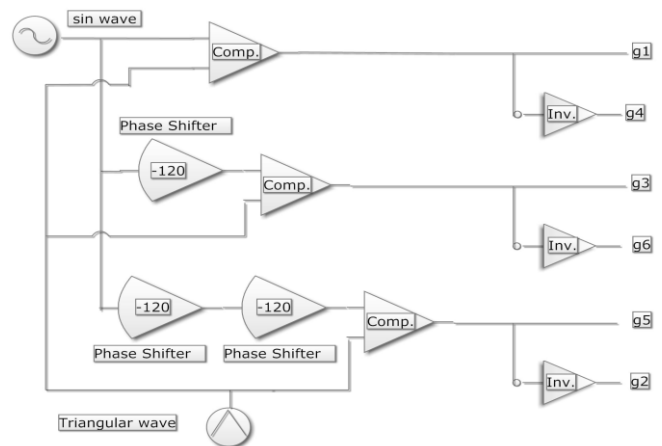 sin wave
Comp.
g1
Inv.
g4
Phase Shifter
-120
Comp.
g3
Inv.
g6
-120
-120
Comp.
g5
Phase Shifter
Phase Shifter
Inv.
g2
Triangular wave